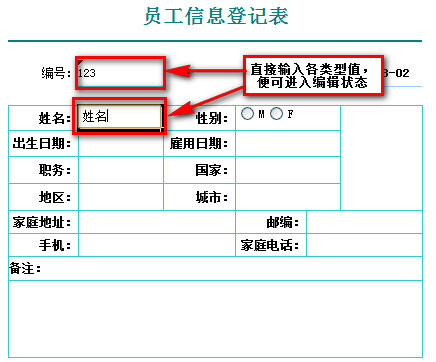 员工信息登记表
编号: 123
直接输入各类型值，
便可进入编辑状态
-02
姓名: 姓名 性别: M F
出生日期: 雇用日期:
职务: 国家:
地区: 城市:
家庭地址: 邮编:
手机: 家庭电话:
备注: